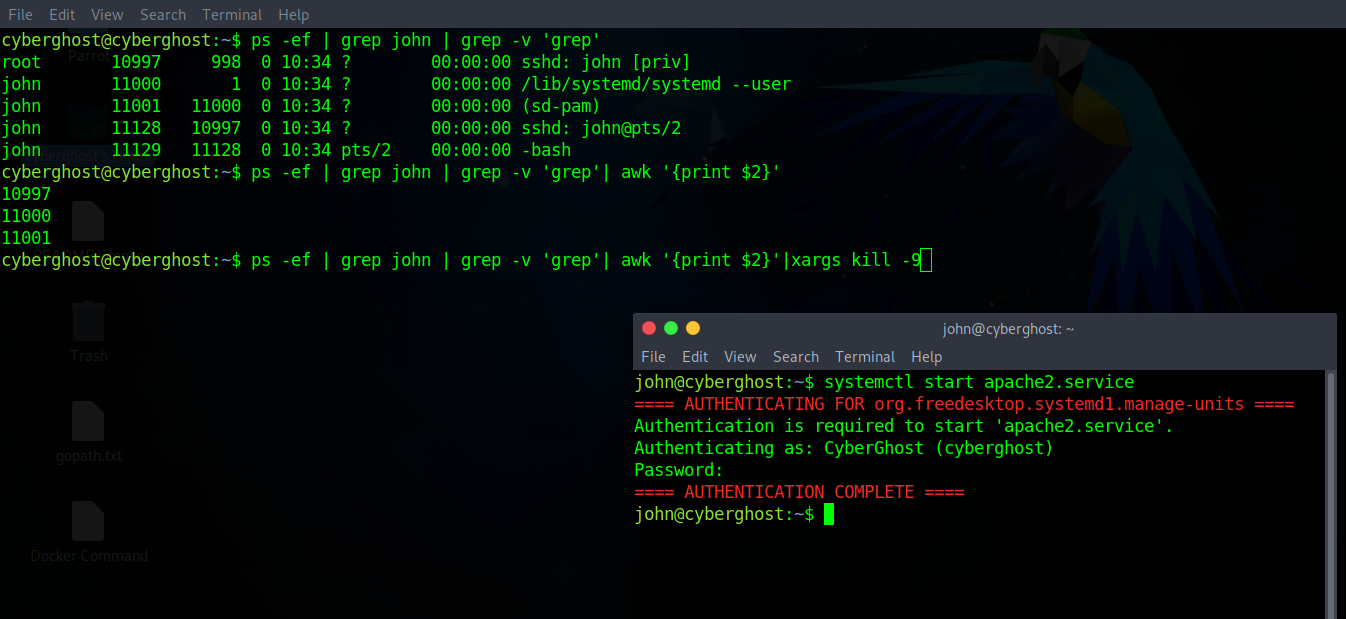 File Edit View Search Terminal Help
cyberghost@cyberghost:~$ ps -ef | grep john | grep -v 'grep'
root       10997     998  0 10:34 ?        00:00:00 sshd: john [priv]
john       11000       1  0 10:34 ?        00:00:00 /lib/systemd/systemd --user
john       11001   11000  0 10:34 ?        00:00:00 (sd-pam)
john       11128   10997  0 10:34 ?        00:00:00 sshd: john@pts/2
john       11129   11128  0 10:34 pts/2    00:00:00 -bash
cyberghost@cyberghost:~$ ps -ef | grep john | grep -v 'grep'| awk '{print $2}'
10997
11000
11001
cyberghost@cyberghost:~$ ps -ef | grep john | grep -v 'grep'| awk '{print $2}'|xargs kill -9
Parrot
Trash
gopath.txt
Docker Command
john@cyberghost: ~
File Edit View Search Terminal Help
john@cyberghost:~$ systemctl start apache2.service
==== AUTHENTICATING FOR org.freedesktop.systemd1.manage-units ====
Authentication is required to start 'apache2.service'.
Authenticating as: CyberGhost (cyberghost)
Password:
==== AUTHENTICATION COMPLETE ====
john@cyberghost:~$